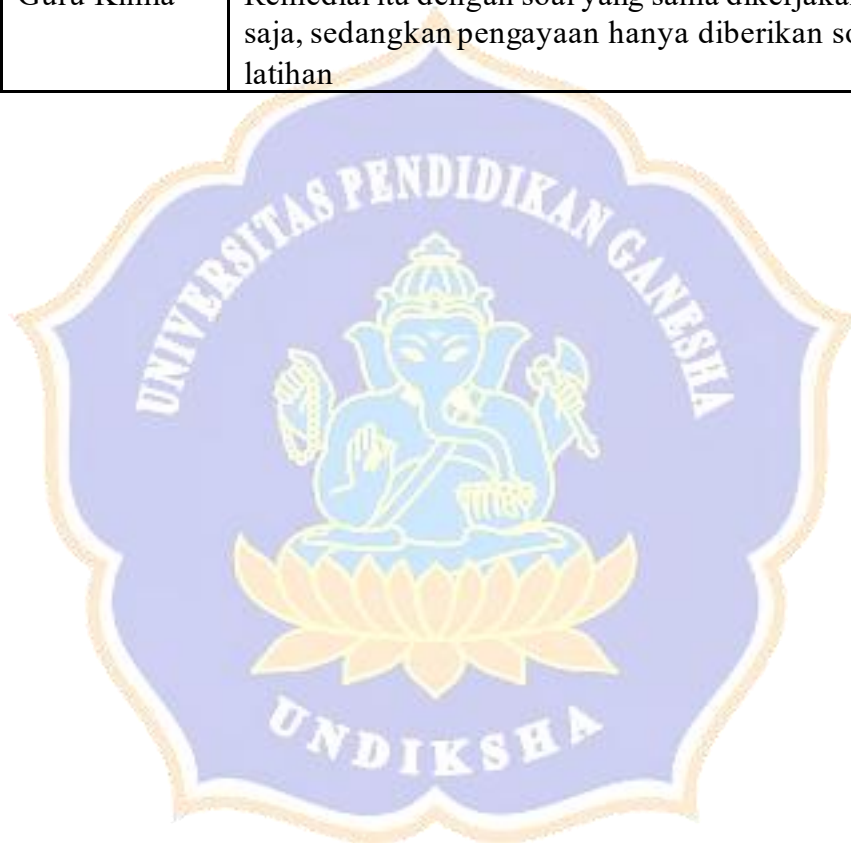 Guru Kimia Remedial itu dengan soal yang sama dikerjakan
saja, sedangkan pengayaan hanya diberikan
latihan
UNIVERSITAS PENDIDIKAN GANESHA
UNDIKSHA